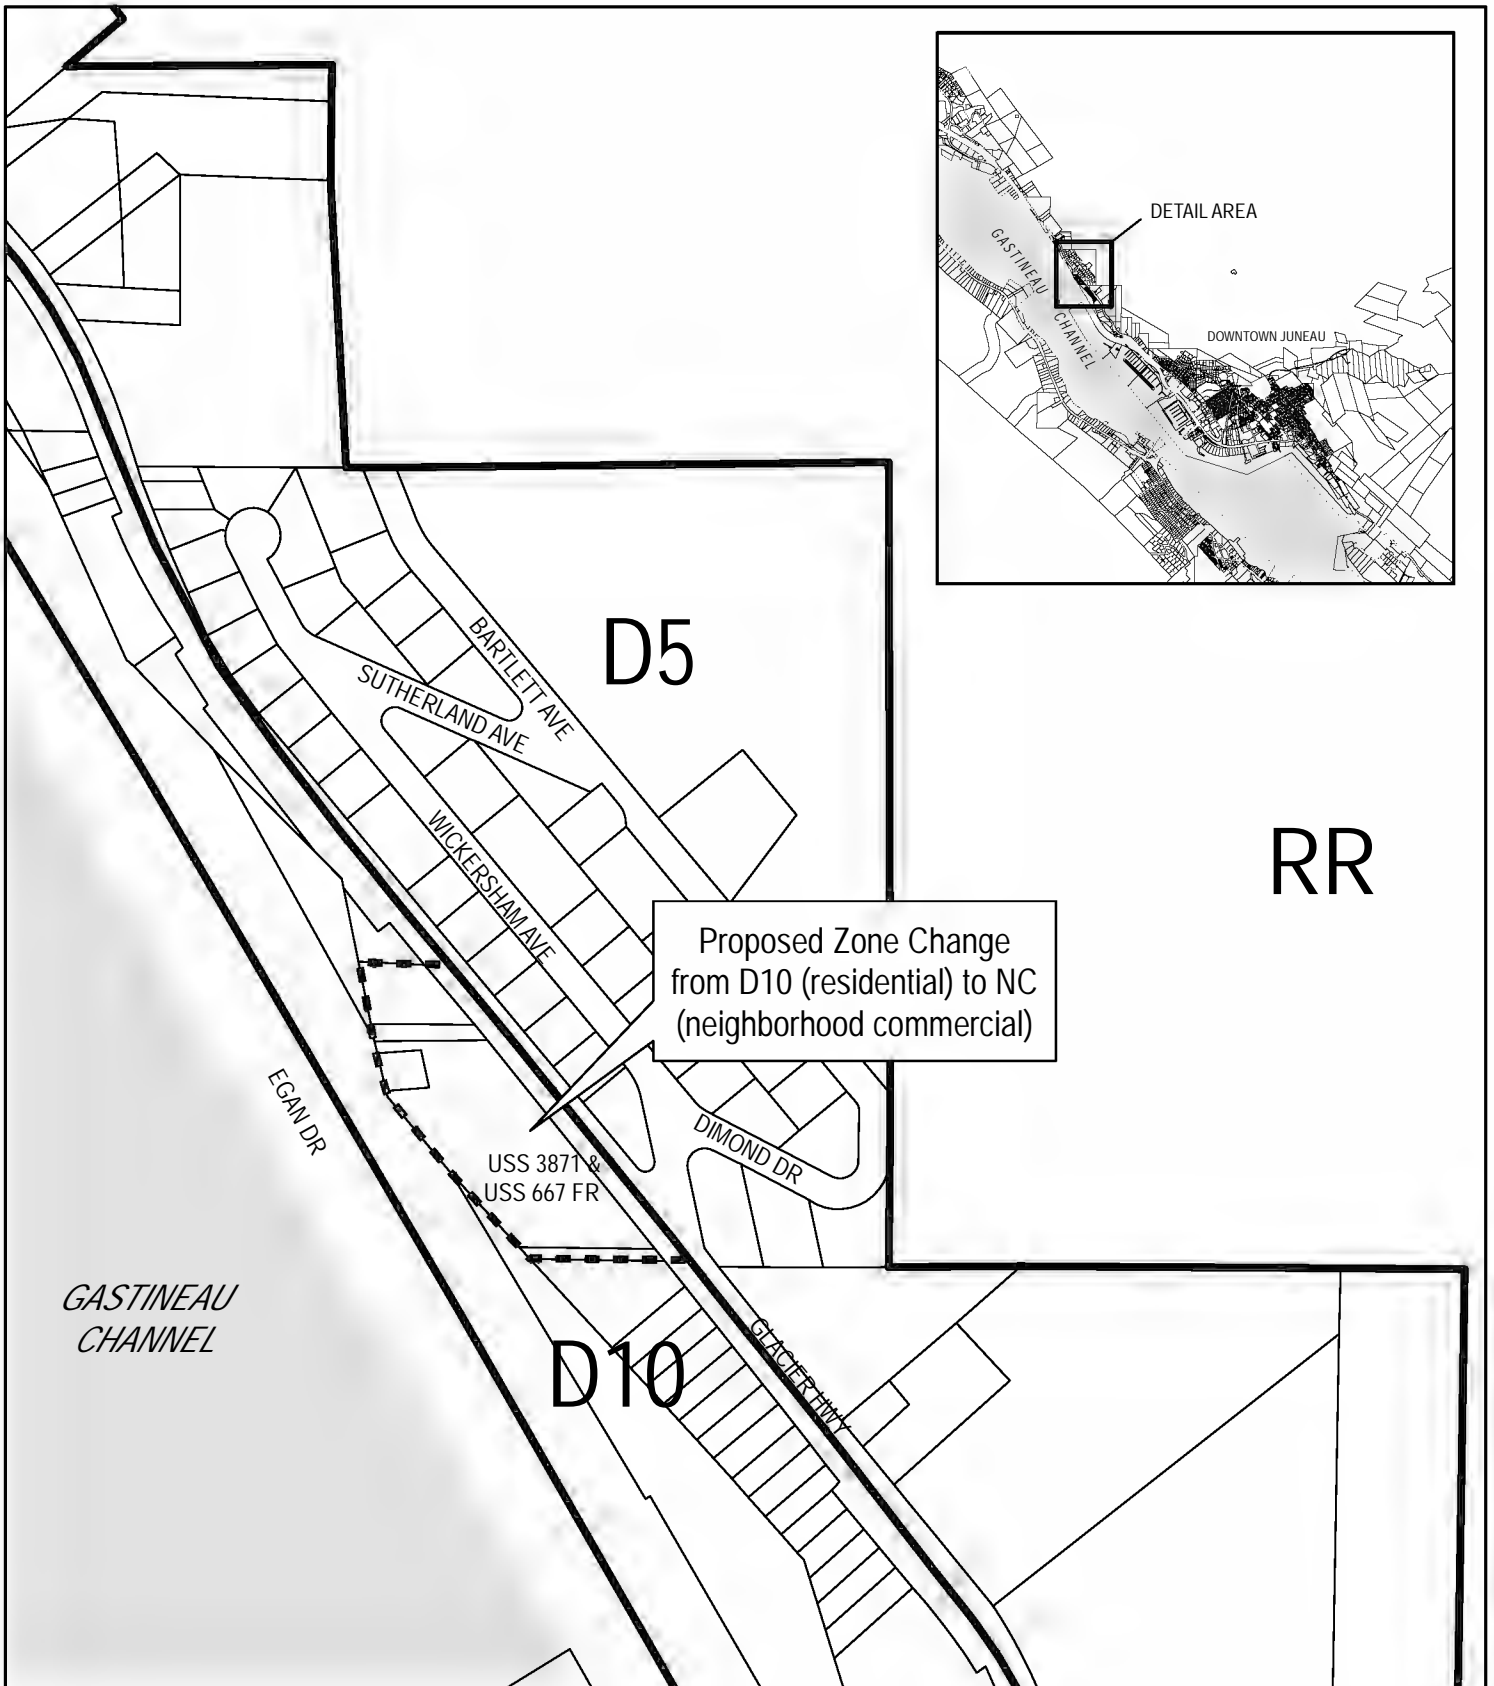 DETAIL AREA
GASTINEAU
CHANNEL
DOWNTOWN JUNEAU
D5
BARTLETT AVE
SUTHERLAND AVE
WICKERSHAM AVE
RR
Proposed Zone Change
from D10 (residential) to NC
(neighborhood commercial)
EGAN DR
DIMOND DR
USS 3871 &
USS 667 FR
GASTINEAU
CHANNEL
D10
GLACIER HWY